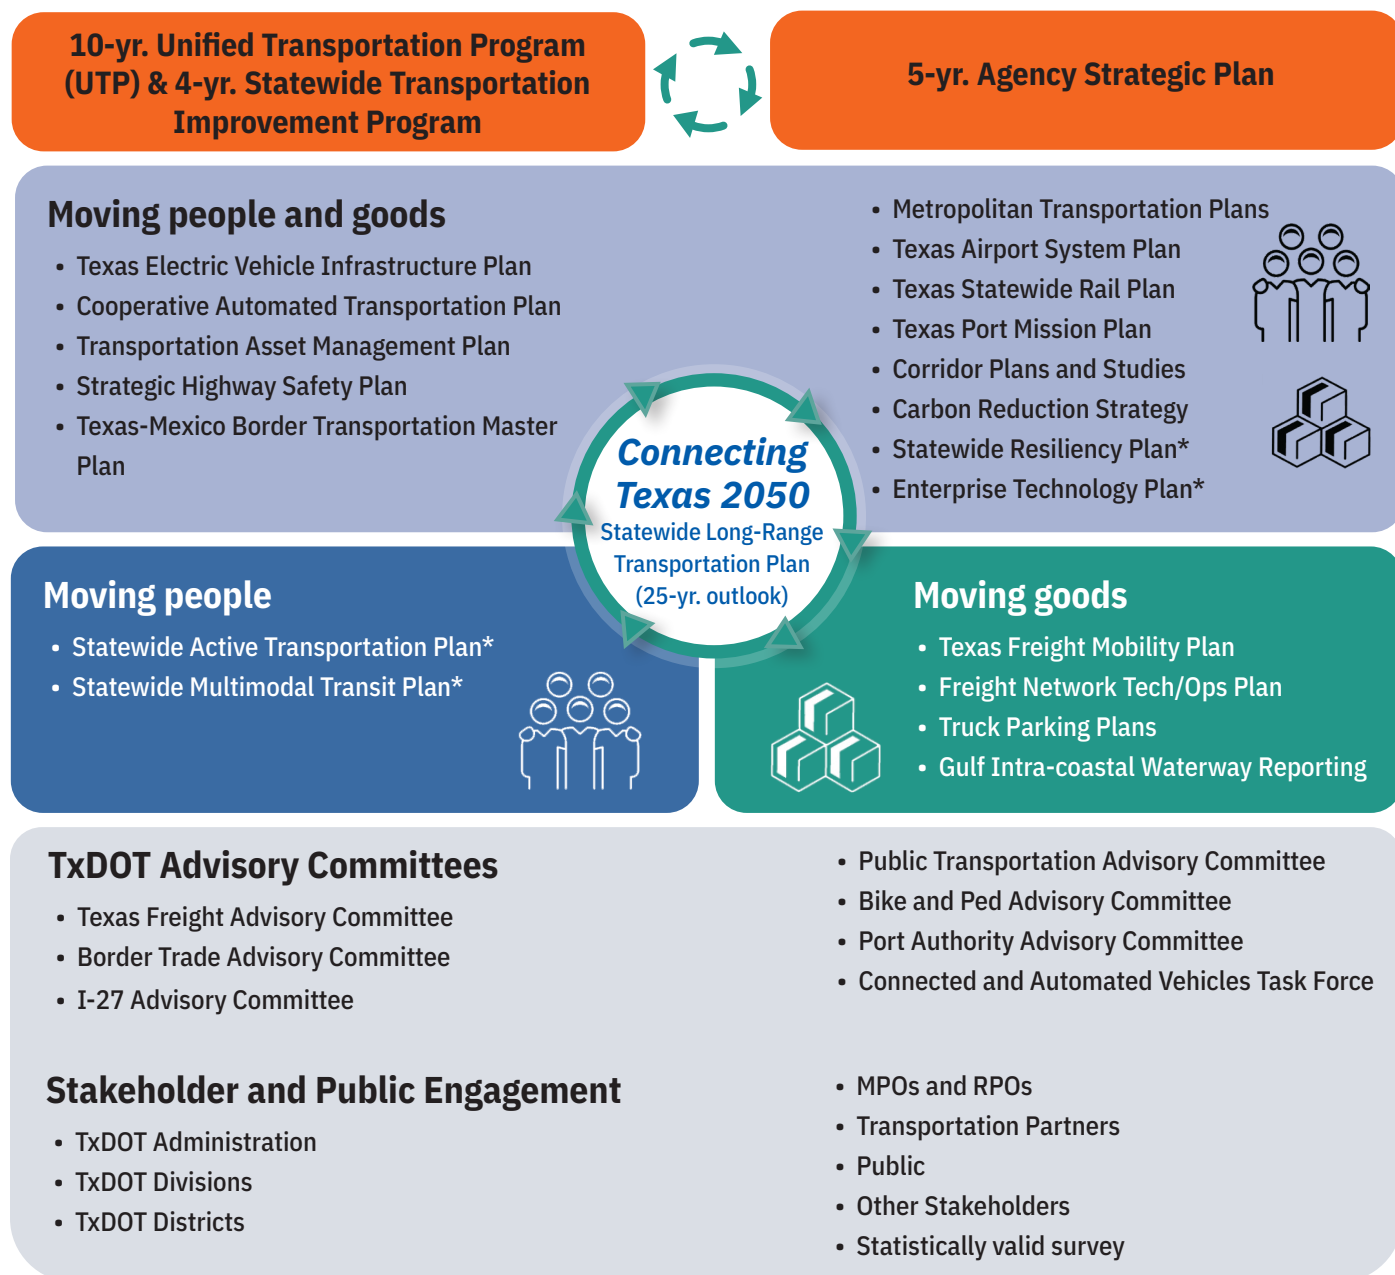 10-yr. Unified Transportation Program
(UTP) & 4-yr. Statewide Transportation
Improvement Program
5-yr. Agency Strategic Plan
Moving people and goods
• Texas Electric Vehicle Infrastructure Plan
• Cooperative Automated Transportation Plan
• Transportation Asset Management Plan
• Strategic Highway Safety Plan
• Texas-Mexico Border Transportation Master
Plan
• Metropolitan Transportation Plans
• Texas Airport System Plan
• Texas Statewide Rail Plan
• Texas Port Mission Plan
• Corridor Plans and Studies
• Carbon Reduction Strategy
• Statewide Resiliency Plan*
• Enterprise Technology Plan*
Connecting
Texas 2050
Statewide Long-Range
Transportation Plan
(25-yr. outlook)
Moving people
• Statewide Active Transportation Plan*
• Statewide Multimodal Transit Plan*
Moving goods
• Texas Freight Mobility Plan
• Freight Network Tech/Ops Plan
• Truck Parking Plans
• Gulf Intra-coastal Waterway Reporting
TxDOT Advisory Committees
• Texas Freight Advisory Committee
• Border Trade Advisory Committee
• I-27 Advisory Committee
• Public Transportation Advisory Committee
• Bike and Ped Advisory Committee
• Port Authority Advisory Committee
• Connected and Automated Vehicles Task Force
Stakeholder and Public Engagement
• TxDOT Administration
• TxDOT Divisions
• TxDOT Districts
• MPOs and RPOs
• Transportation Partners
• Public
• Other Stakeholders
• Statistically valid survey